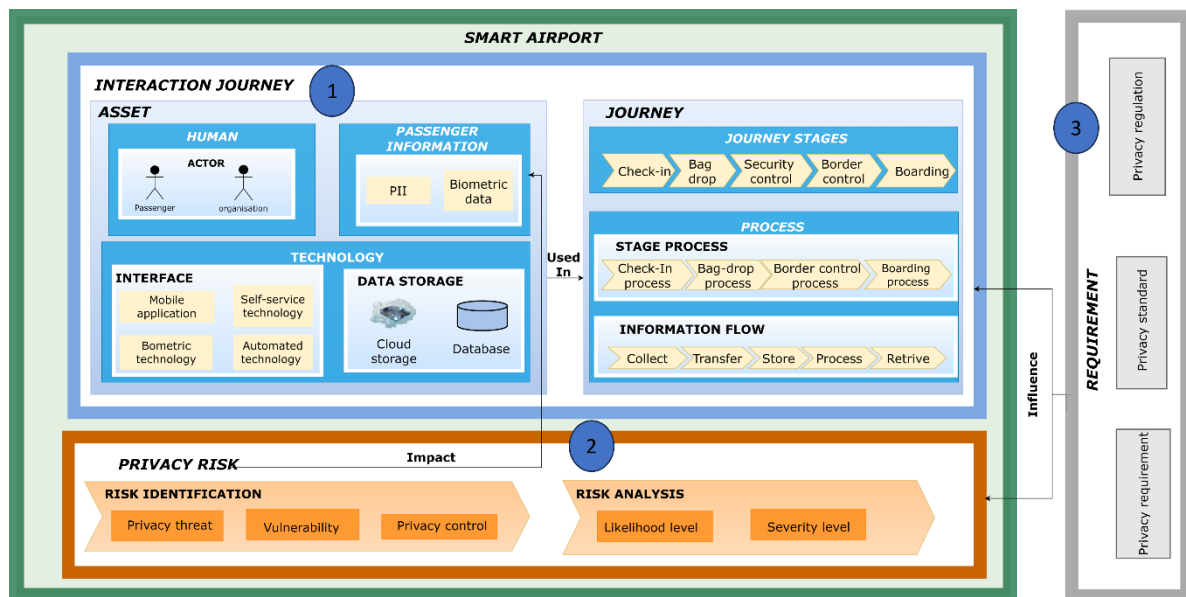 SMART AIRPORT
INTERACTION JOURNEY
1
ASSET
HUMAN
ACTOR
Passenger
organisation
PASSENGER
INFORMATION
PII
Biometric
data
TECHNOLOGY
INTERFACE
Mobile
application
Self-service
technology
Bometric
technology
Automated
technology
DATA STORAGE
Cloud
storage
Database
Used
In
JOURNEY
JOURNEY STAGES
Check-in
Bag
drop
Security
control
Border
control
Boarding
PROCESS
STAGE PROCESS
Check-In
process
Bag-drop
process
Border control
process
Boarding
process
INFORMATION FLOW
Collect
Transfer
Store
Process
Retrive
2
PRIVACY RISK
Impact
RISK IDENTIFICATION
Privacy threat
Vulnerability
Privacy control
RISK ANALYSIS
Likelihood level
Severity level
Influence
3
REQUIREMENT
Privacy regulation
Privacy standard
Privacy requirement